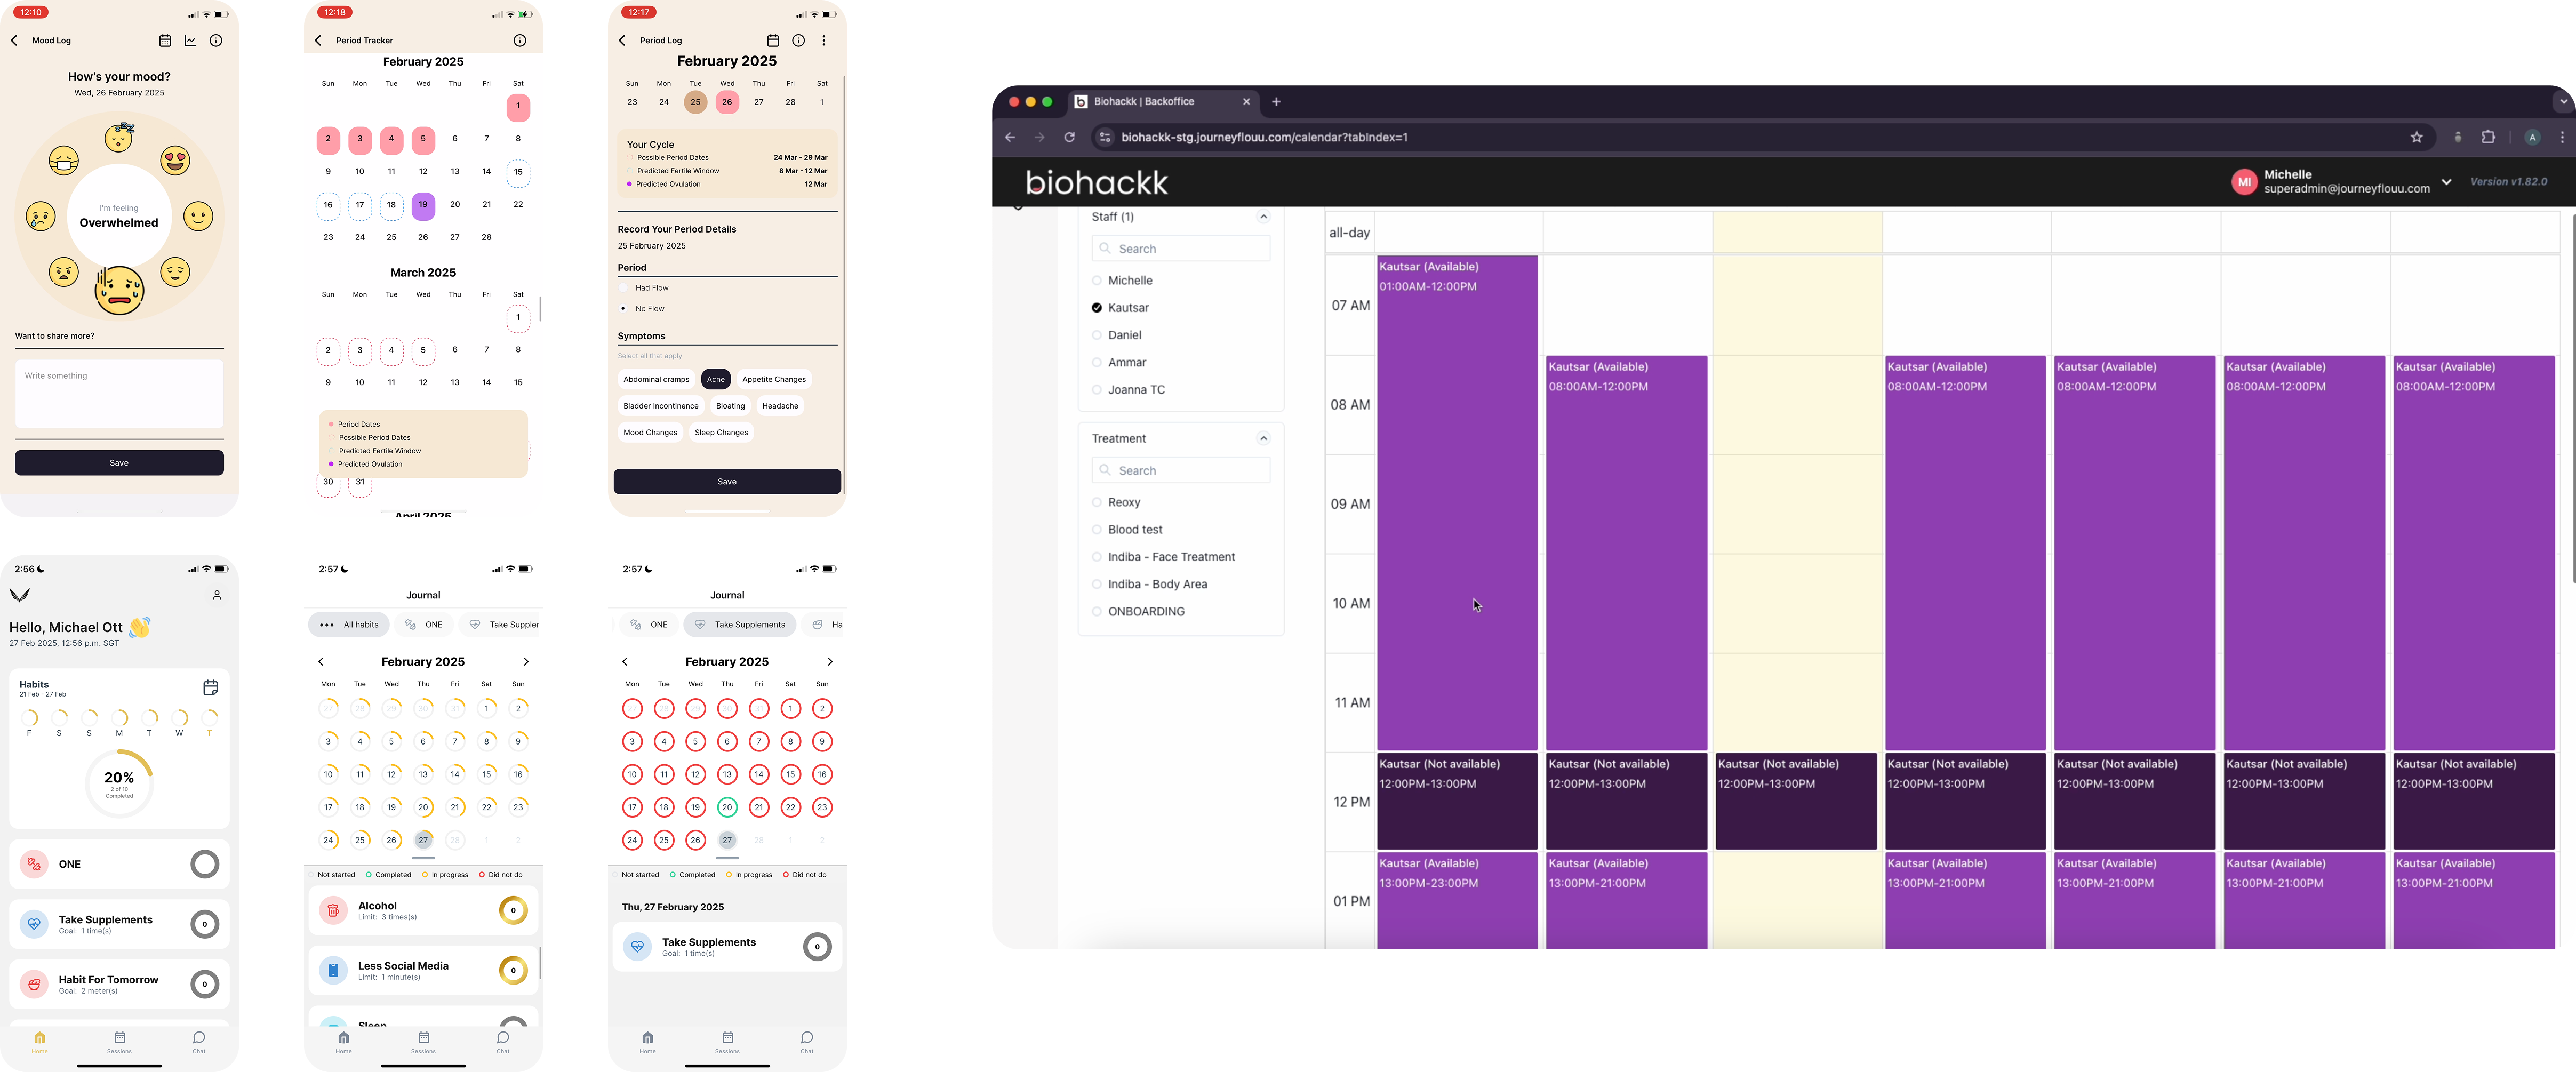 12:10
Mood Log
How's your mood?
Wed, 26 February 2025
I'm feeling
Overwhelmed
Want to share more?
Write something
Save
12:18
Period Tracker
February 2025
Sun Mon Tue Wed Thu Fri Sat
1
2 3 4 5 6 7 8
9 10 11 12 13 14 15
16 17 18 19 20 21 22
23 24 25 26 27 28
March 2025
Sun Mon Tue Wed Thu Fri Sat
1
2 3 4 5 6 7 8
9 10 11 12 13 14 15
Period Dates
Possible Period Dates
Predicted Fertile Window
Predicted Ovulation
30 31
April 2025
12:17
Period Log
February 2025
Sun Mon Tue Wed Thu Fri Sat
23 24 25 26 27 28 1
Your Cycle
Possible Period Dates 24 Mar - 29 Mar
Predicted Fertile Window 8 Mar - 12 Mar
Predicted Ovulation 12 Mar
Record Your Period Details
25 February 2025
Period
Had Flow
No Flow
Symptoms
Select all that apply
Abdominal cramps Acne Appetite Changes
Bladder Incontinence Bloating Headache
Mood Changes Sleep Changes
Save
2:56
Hello, Michael Ott
27 Feb 2025, 12:56 p.m. SGT
Habits
21 Feb - 27 Feb
F S S M T W T
20%
2 of 10
Completed
ONE
Take Supplements
Goal: 1 time(s)
0
Habit For Tomorrow
Goal: 2 meter(s)
0
Home Sessions Chat
2:57
Journal
All habits ONE Take Suppler
February 2025
Mon Tue Wed Thu Fri Sat Sun
27 28 29 30 31 1 2
3 4 5 6 7 8 9
10 11 12 13 14 15 16
17 18 19 20 21 22 23
24 25 26 27 28 1 2
Not started Completed In progress Did not do
Alcohol
Limit: 3 times(s)
0
Less Social Media
Limit: 1 minute(s)
0
Sleep
Home Sessions Chat
2:57
Journal
ONE Take Supplements Ha
February 2025
Mon Tue Wed Thu Fri Sat Sun
1 2
3 4 5 6 7 8 9
10 11 12 13 14 15 16
17 18 19 20 21 22 23
24 25 26 27 28 1 2
Not started Completed In progress Did not do
Thu, 27 February 2025
Take Supplements
Goal: 1 time(s)
0
Home Sessions Chat
Biohackk | Backoffice
biohackk-stg.journeyflouu.com/calendar?tabIndex=1
A
biohackk
MI
Michelle
superadmin@journeyflouu.com
Version v1.82.0
Staff (1)
Search
Michelle
Kautsar
Daniel
Ammar
Joanna TC
Treatment
Search
Reoxy
Blood test
Indiba - Face Treatment
Indiba - Body Area
ONBOARDING
all-day
Kautsar (Available)
01:00AM-12:00PM
07 AM
Kautsar (Available) Kautsar (Available) Kautsar (Available) Kautsar (Available) Kautsar (Available)
08:00AM-12:00PM 08:00AM-12:00PM 08:00AM-12:00PM 08:00AM-12:00PM 08:00AM-12:00PM
08 AM
09 AM
10 AM
11 AM
Kautsar (Not available) Kautsar (Not available) Kautsar (Not available) Kautsar (Not available) Kautsar (Not available) Kautsar (Not available) Kautsar (Not available)
12:00PM-13:00PM 12:00PM-13:00PM 12:00PM-13:00PM 12:00PM-13:00PM 12:00PM-13:00PM 12:00PM-13:00PM 12:00PM-13:00PM
12 PM
Kautsar (Available) Kautsar (Available) Kautsar (Available) Kautsar (Available) Kautsar (Available) Kautsar (Available)
13:00PM-23:00PM 13:00PM-21:00PM 13:00PM-21:00PM 13:00PM-21:00PM 13:00PM-21:00PM 13:00PM-21:00PM
01 PM